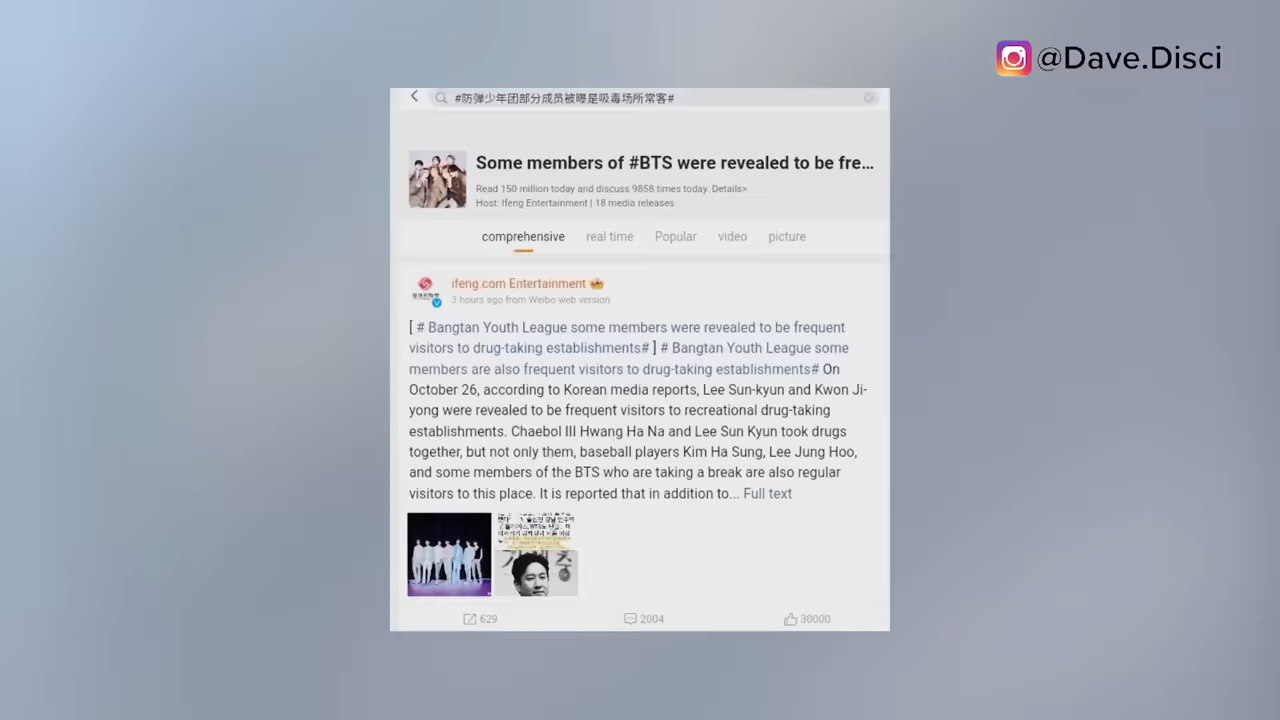 @Dave.Disci
#防弹少年团部分成员被曝是吸毒场所常客#
Some members of #BTS were revealed to be fre...
Read 150 million today and discuss 9858 times today. Details>
Host: Ifeng Entertainment | 18 media releases
comprehensive real time Popular video picture
ifeng.com Entertainment
3 hours ago from Weibo web version
[ # Bangtan Youth League some members were revealed to be frequent
visitors to drug-taking establishments# ] # Bangtan Youth League some
members are also frequent visitors to drug-taking establishments# On
October 26, according to Korean media reports, Lee Sun-kyun and Kwon Ji-
yong were revealed to be frequent visitors to recreational drug-taking
establishments. Chaebol III Hwang Ha Na and Lee Sun Kyun took drugs
together, but not only them, baseball players Kim Ha Sung, Lee Jung Hoo,
and some members of the BTS who are taking a break are also regular
visitors to this place. It is reported that in addition to... Full text
629 2004 30000